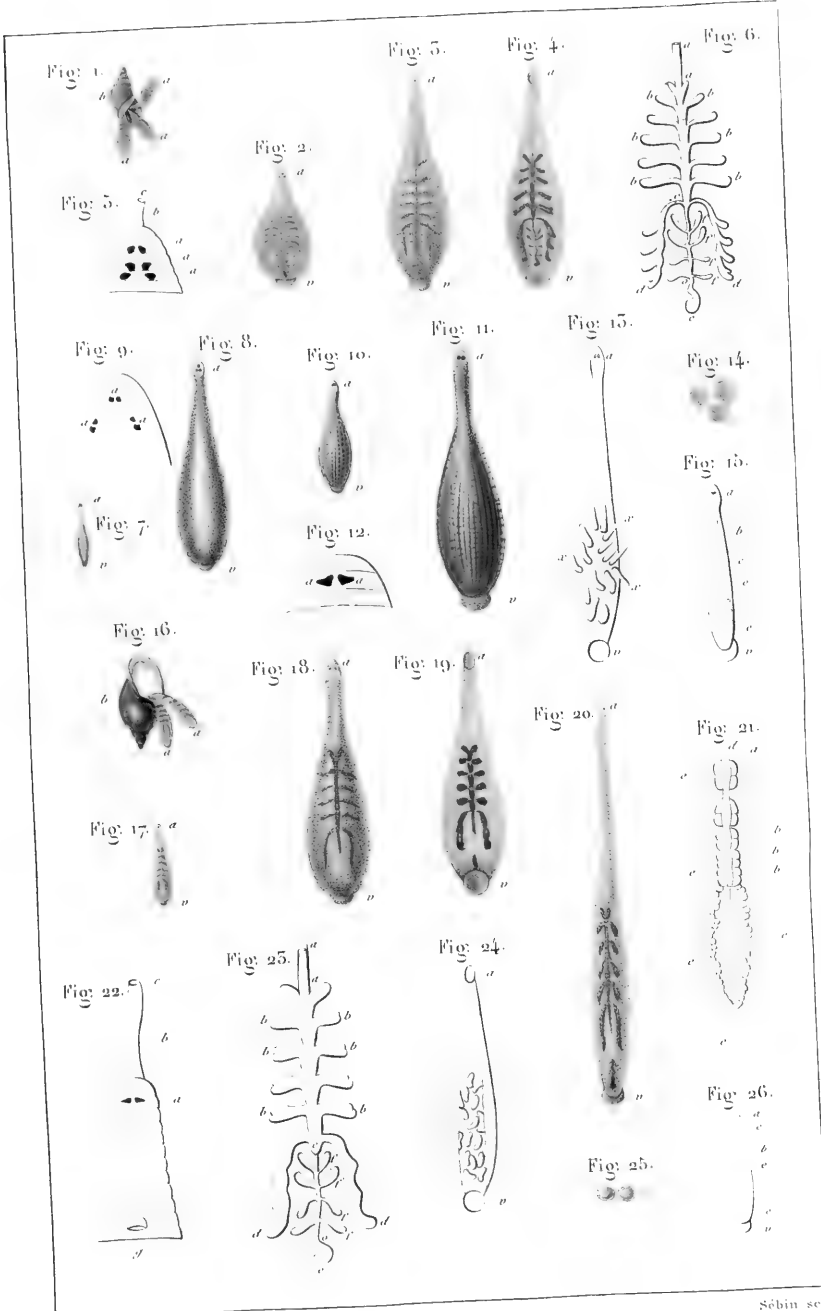 Fig: 1.
b
a
a
a
Fig: 2.
a
v
Fig: 3.
a
v
Fig: 4.
a
v
Fig: 5.
b
a
a
a
Fig: 6.
a
a
b
b
b
b
b
b
d
d
e
Fig: 7.
a
v
Fig: 8.
a
v
Fig: 9.
a
a
a
Fig: 10.
a
v
Fig: 11.
a
v
Fig: 12.
a
a
Fig: 13.
a
a
x
x
x
v
Fig: 14.
Fig: 15.
a
b
c
c
c
v
Fig: 16.
b
a
a
Fig: 17.
a
v
Fig: 18.
a
v
Fig: 19.
a
v
Fig: 20.
a
v
Fig: 21.
d
a
e
b
b
b
e
c
e
c
Fig: 22.
c
b
a
g
Fig: 23.
a
a
b
b
b
b
b
b
d
d
e
Fig: 24.
a
v
Fig: 25.
Fig: 26.
a
c
b
e
c
v
Sébin sc